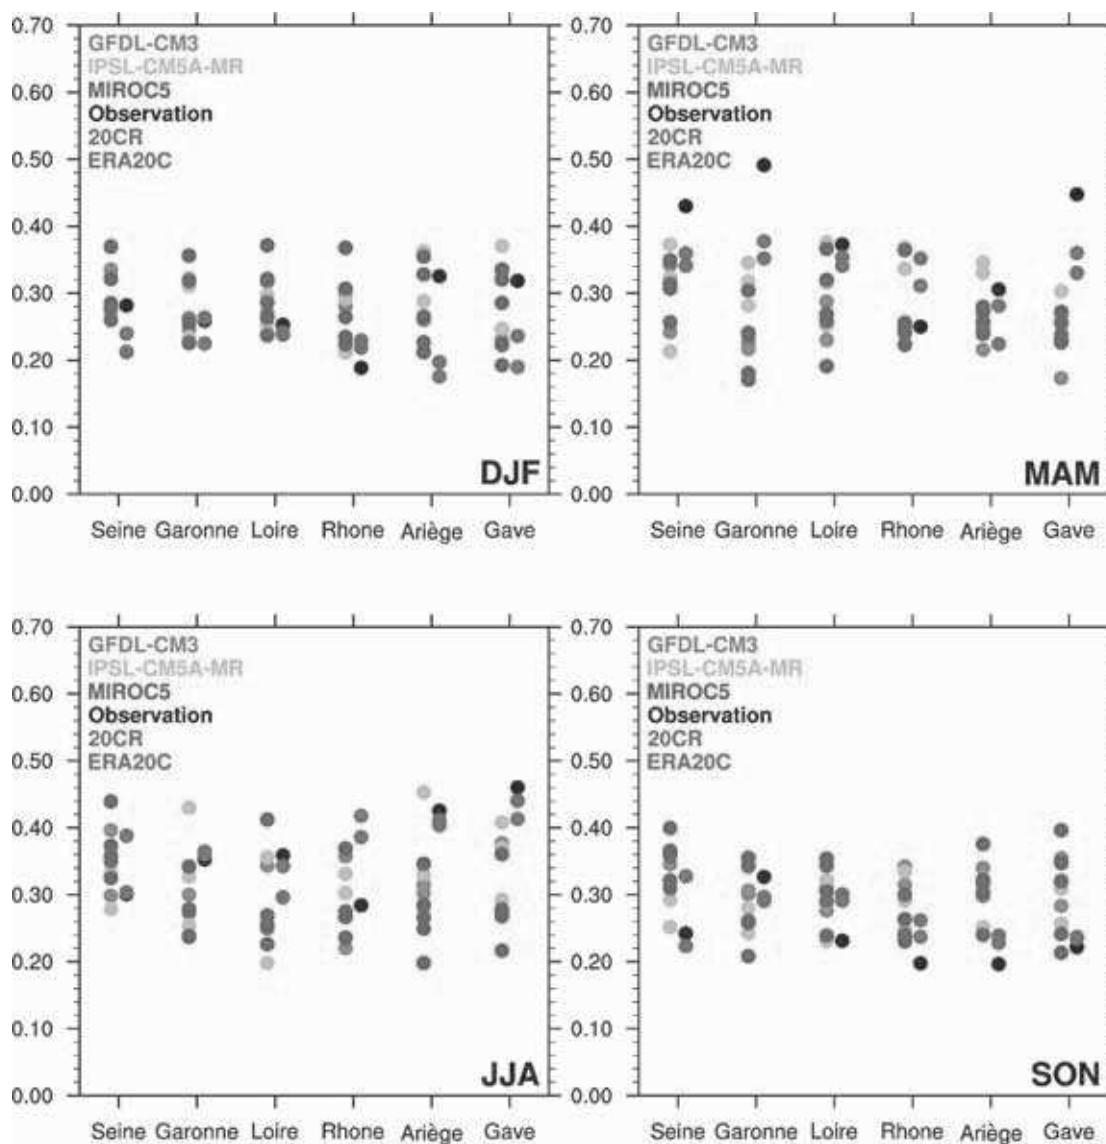 0.70
0.60
0.50
0.40
0.30
0.20
0.10
0.00
GFDL-CM3
IPSL-CM5A-MR
MIROC5
Observation
20CR
ERA20C
DJF
Seine Garonne Loire Rhone Ariège Gave
0.70
0.60
0.50
0.40
0.30
0.20
0.10
0.00
GFDL-CM3
IPSL-CM5A-MR
MIROC5
Observation
20CR
ERA20C
MAM
Seine Garonne Loire Rhone Ariège Gave
0.70
0.60
0.50
0.40
0.30
0.20
0.10
0.00
GFDL-CM3
IPSL-CM5A-MR
MIROC5
Observation
20CR
ERA20C
JJA
Seine Garonne Loire Rhone Ariège Gave
0.70
0.60
0.50
0.40
0.30
0.20
0.10
0.00
GFDL-CM3
IPSL-CM5A-MR
MIROC5
Observation
20CR
ERA20C
SON
Seine Garonne Loire Rhone Ariège Gave